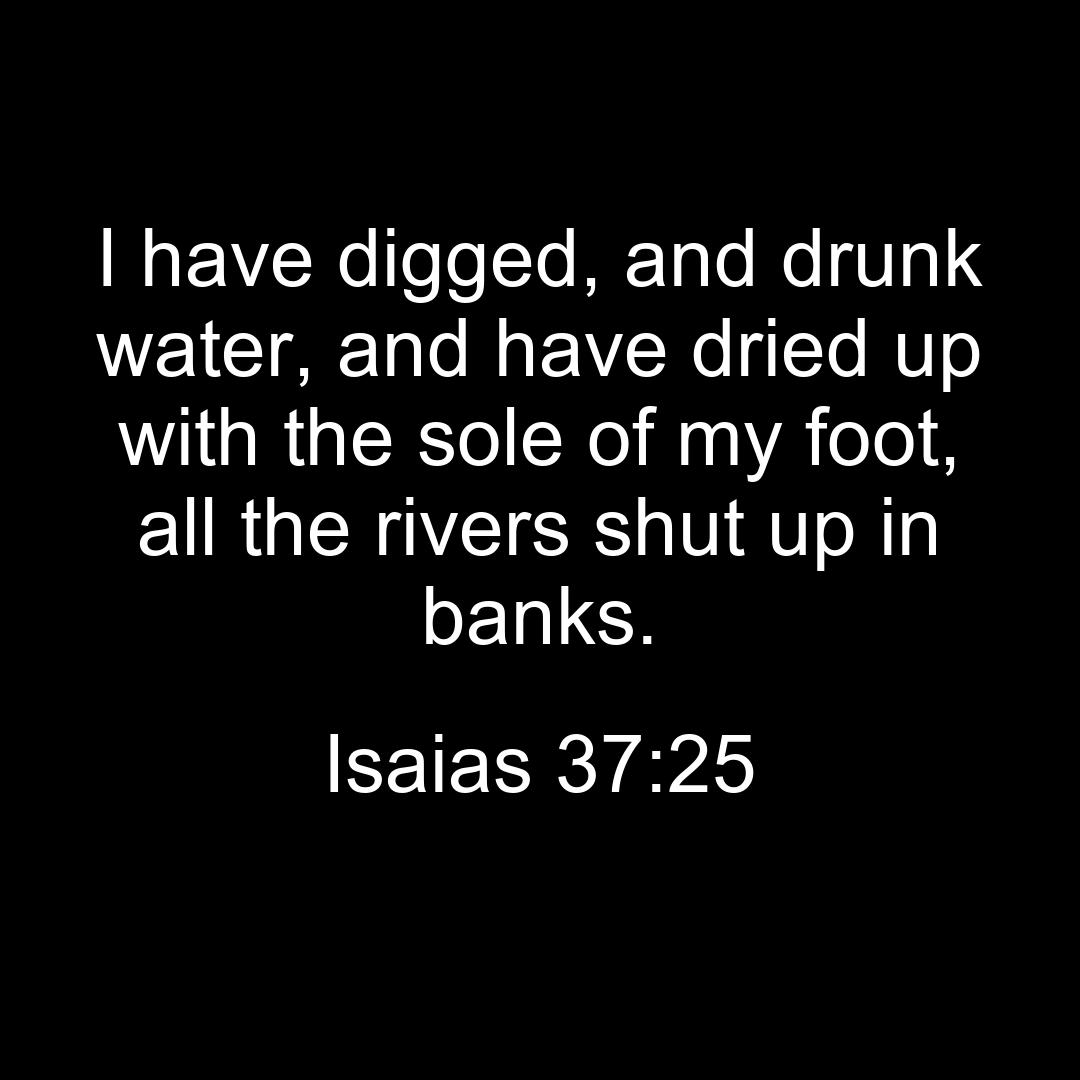 I have digged, and drunk
water, and have dried up
with the sole of my foot,
all the rivers shut up in
banks.
Isaias 37:25